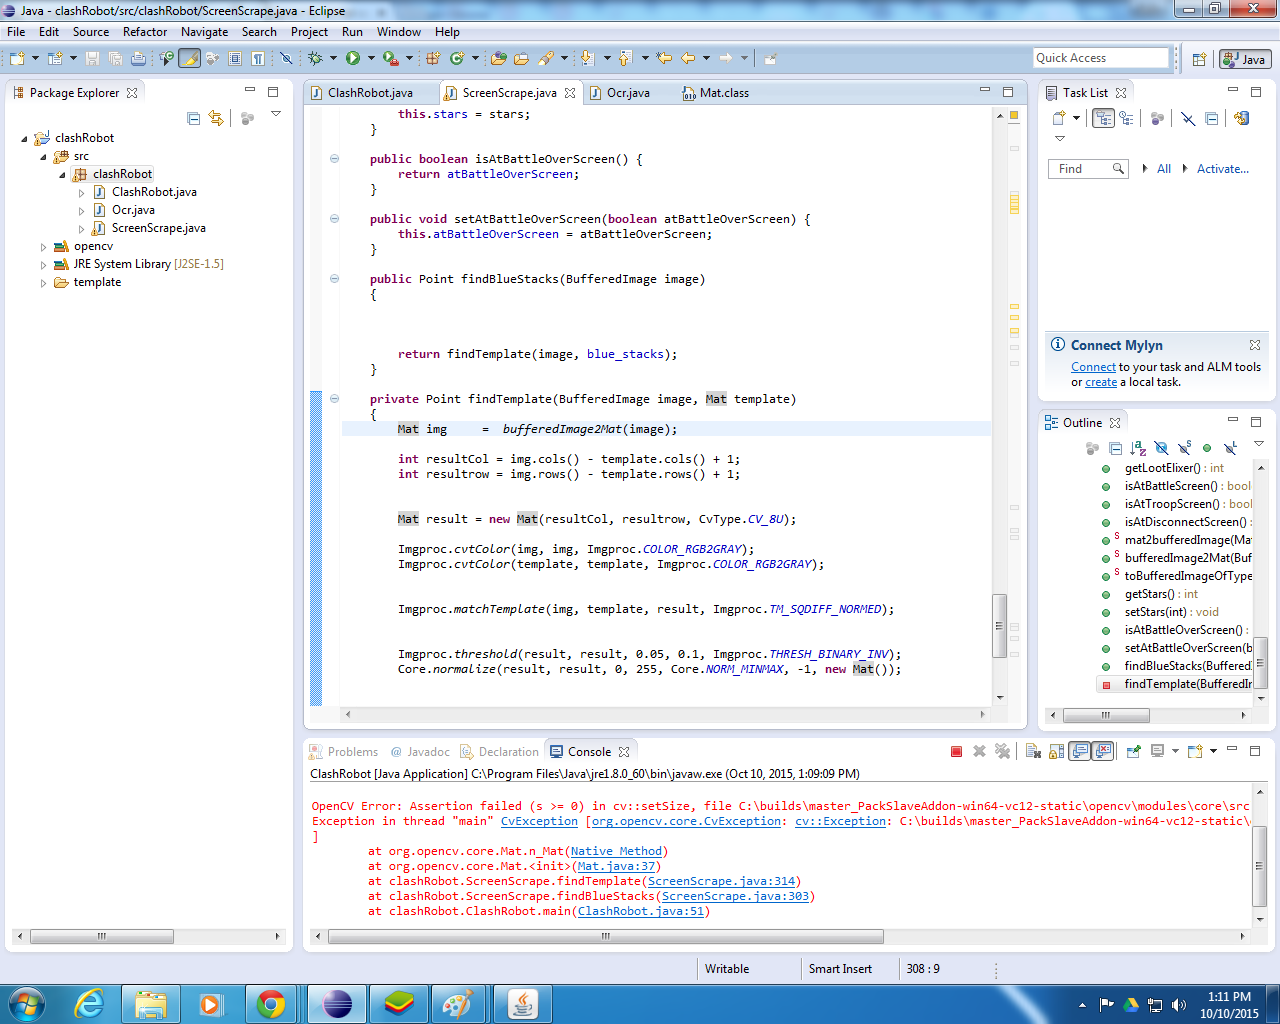 Java - clashRobot/src/clashRobot/ScreenScrape.java - Eclipse
File Edit Source Refactor Navigate Search Project Run Window Help
Quick Access
Java
Package Explorer
clashRobot
src
clashRobot
ClashRobot.java
Ocr.java
ScreenScrape.java
opencv
JRE System Library [J2SE-1.5]
template
ClashRobot.java ScreenScrape.java Ocr.java Mat.class
this.stars = stars;
}
public boolean isAtBattleOverScreen() {
return atBattleOverScreen;
}
public void setAtBattleOverScreen(boolean atBattleOverScreen) {
this.atBattleOverScreen = atBattleOverScreen;
}
public Point findBlueStacks(BufferedImage image)
{
return findTemplate(image, blue_stacks);
}
private Point findTemplate(BufferedImage image, Mat template)
{
Mat img = bufferedImage2Mat(image);
int resultCol = img.cols() - template.cols() + 1;
int resultrow = img.rows() - template.rows() + 1;
Mat result = new Mat(resultCol, resultrow, CvType.CV_8U);
Imgproc.cvtColor(img, img, Imgproc.COLOR_RGB2GRAY);
Imgproc.cvtColor(template, template, Imgproc.COLOR_RGB2GRAY);
Imgproc.matchTemplate(img, template, result, Imgproc.TM_SQDIFF_NORMED);
Imgproc.threshold(result, result, 0.05, 0.1, Imgproc.THRESH_BINARY_INV);
Core.normalize(result, result, 0, 255, Core.NORM_MINMAX, -1, new Mat());
Task List
Find All Activate...
Connect Mylyn
Connect to your task and ALM tools
or create a local task.
Outline
getLootElixer() : int
isAtBattleScreen() : bool
isAtTroopScreen() : boo
isAtDisconnectScreen() :
mat2bufferedImage(Ma
bufferedImage2Mat(Buf
toBufferedImageOfType
getStars() : int
setStars(int) : void
isAtBattleOverScreen() :
setAtBattleOverScreen(b
findBlueStacks(Buffered
findTemplate(BufferedIr
Problems Javadoc Declaration Console
ClashRobot [Java Application] C:\Program Files\Java\jre1.8.0_60\bin\javaw.exe (Oct 10, 2015, 1:09:09 PM)
OpenCV Error: Assertion failed (s >= 0) in cv::setSize, file C:\builds\master_PackSlaveAddon-win64-vc12-static\opencv\modules\core\src
Exception in thread "main" CvException [org.opencv.core.CvException: cv::Exception: C:\builds\master_PackSlaveAddon-win64-vc12-static\
]
at org.opencv.core.Mat.n_Mat(Native Method)
at org.opencv.core.Mat.<init>(Mat.java:37)
at clashRobot.ScreenScrape.findTemplate(ScreenScrape.java:314)
at clashRobot.ScreenScrape.findBlueStacks(ScreenScrape.java:303)
at clashRobot.ClashRobot.main(ClashRobot.java:51)
Writable Smart Insert 308 : 9
1:11 PM
10/10/2015